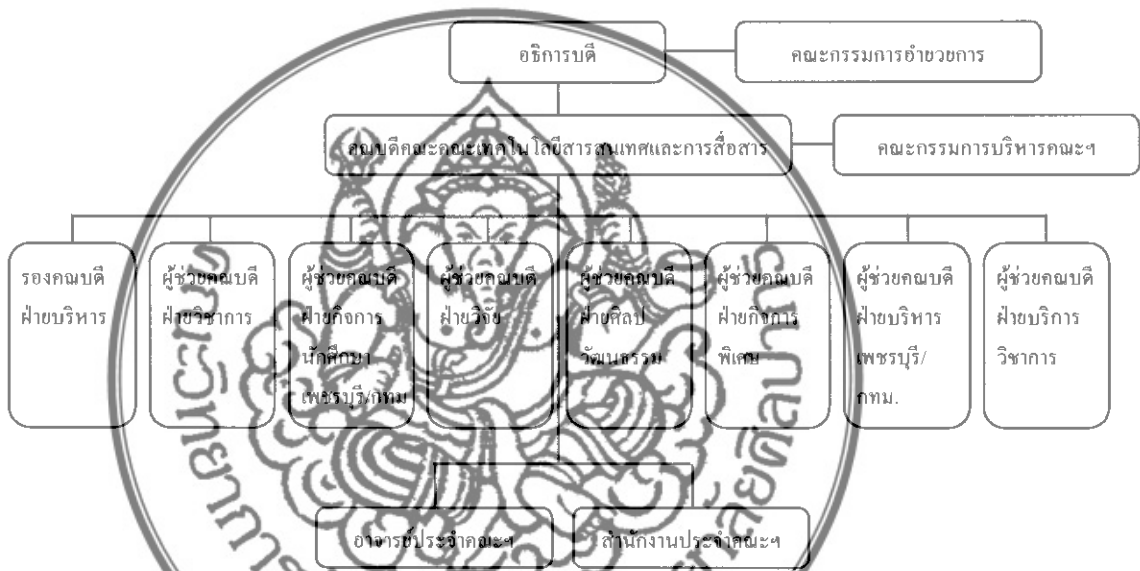 อธิการบดี
คณะกรรมการอำยวยการ
คณบดีคณะคณะเทคโนโลยีสารสนเทศและการสื่อสาร
คณะกรรมการบริหารคณะฯ
รองคณบดี
ฝ่ายบริหาร
ผู้ช่วยคณบดี
ฝ่ายวิชาการ
ผู้ช่วยคณบดี
ฝ่ายกิจการ
นักศึกษา
เพชรบุรี/กทม
ผู้ช่วยคณบดี
ฝ่ายวิจัย
ผู้ช่วยคณบดี
ฝ่ายศิลป
วัฒนธรรม
ผู้ช่วยคณบดี
ฝ่ายกิจการ
พิเศษ
ผู้ช่วยคณบดี
ฝ่ายบริหาร
เพชรบุรี/
กทม.
ผู้ช่วยคณบดี
ฝ่ายบริการ
วิชาการ
อาจารย์ประจำคณะฯ
สำนักงานประจำคณะฯ